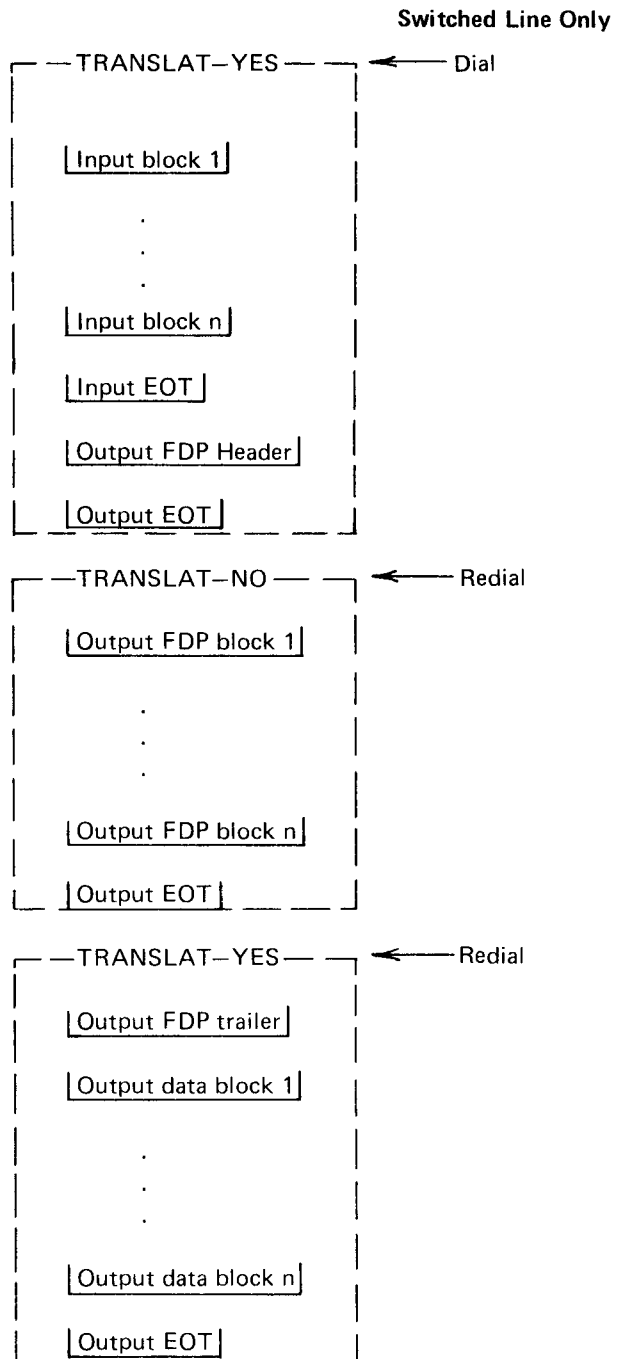 Switched Line Only
TRANSLAT–YES
Dial
Input block 1
.
.
.
Input block n
Input EOT
Output FDP Header
Output EOT
TRANSLAT–NO
Redial
Output FDP block 1
.
.
.
Output FDP block n
Output EOT
TRANSLAT–YES
Redial
Output FDP trailer
Output data block 1
.
.
.
Output data block n
Output EOT